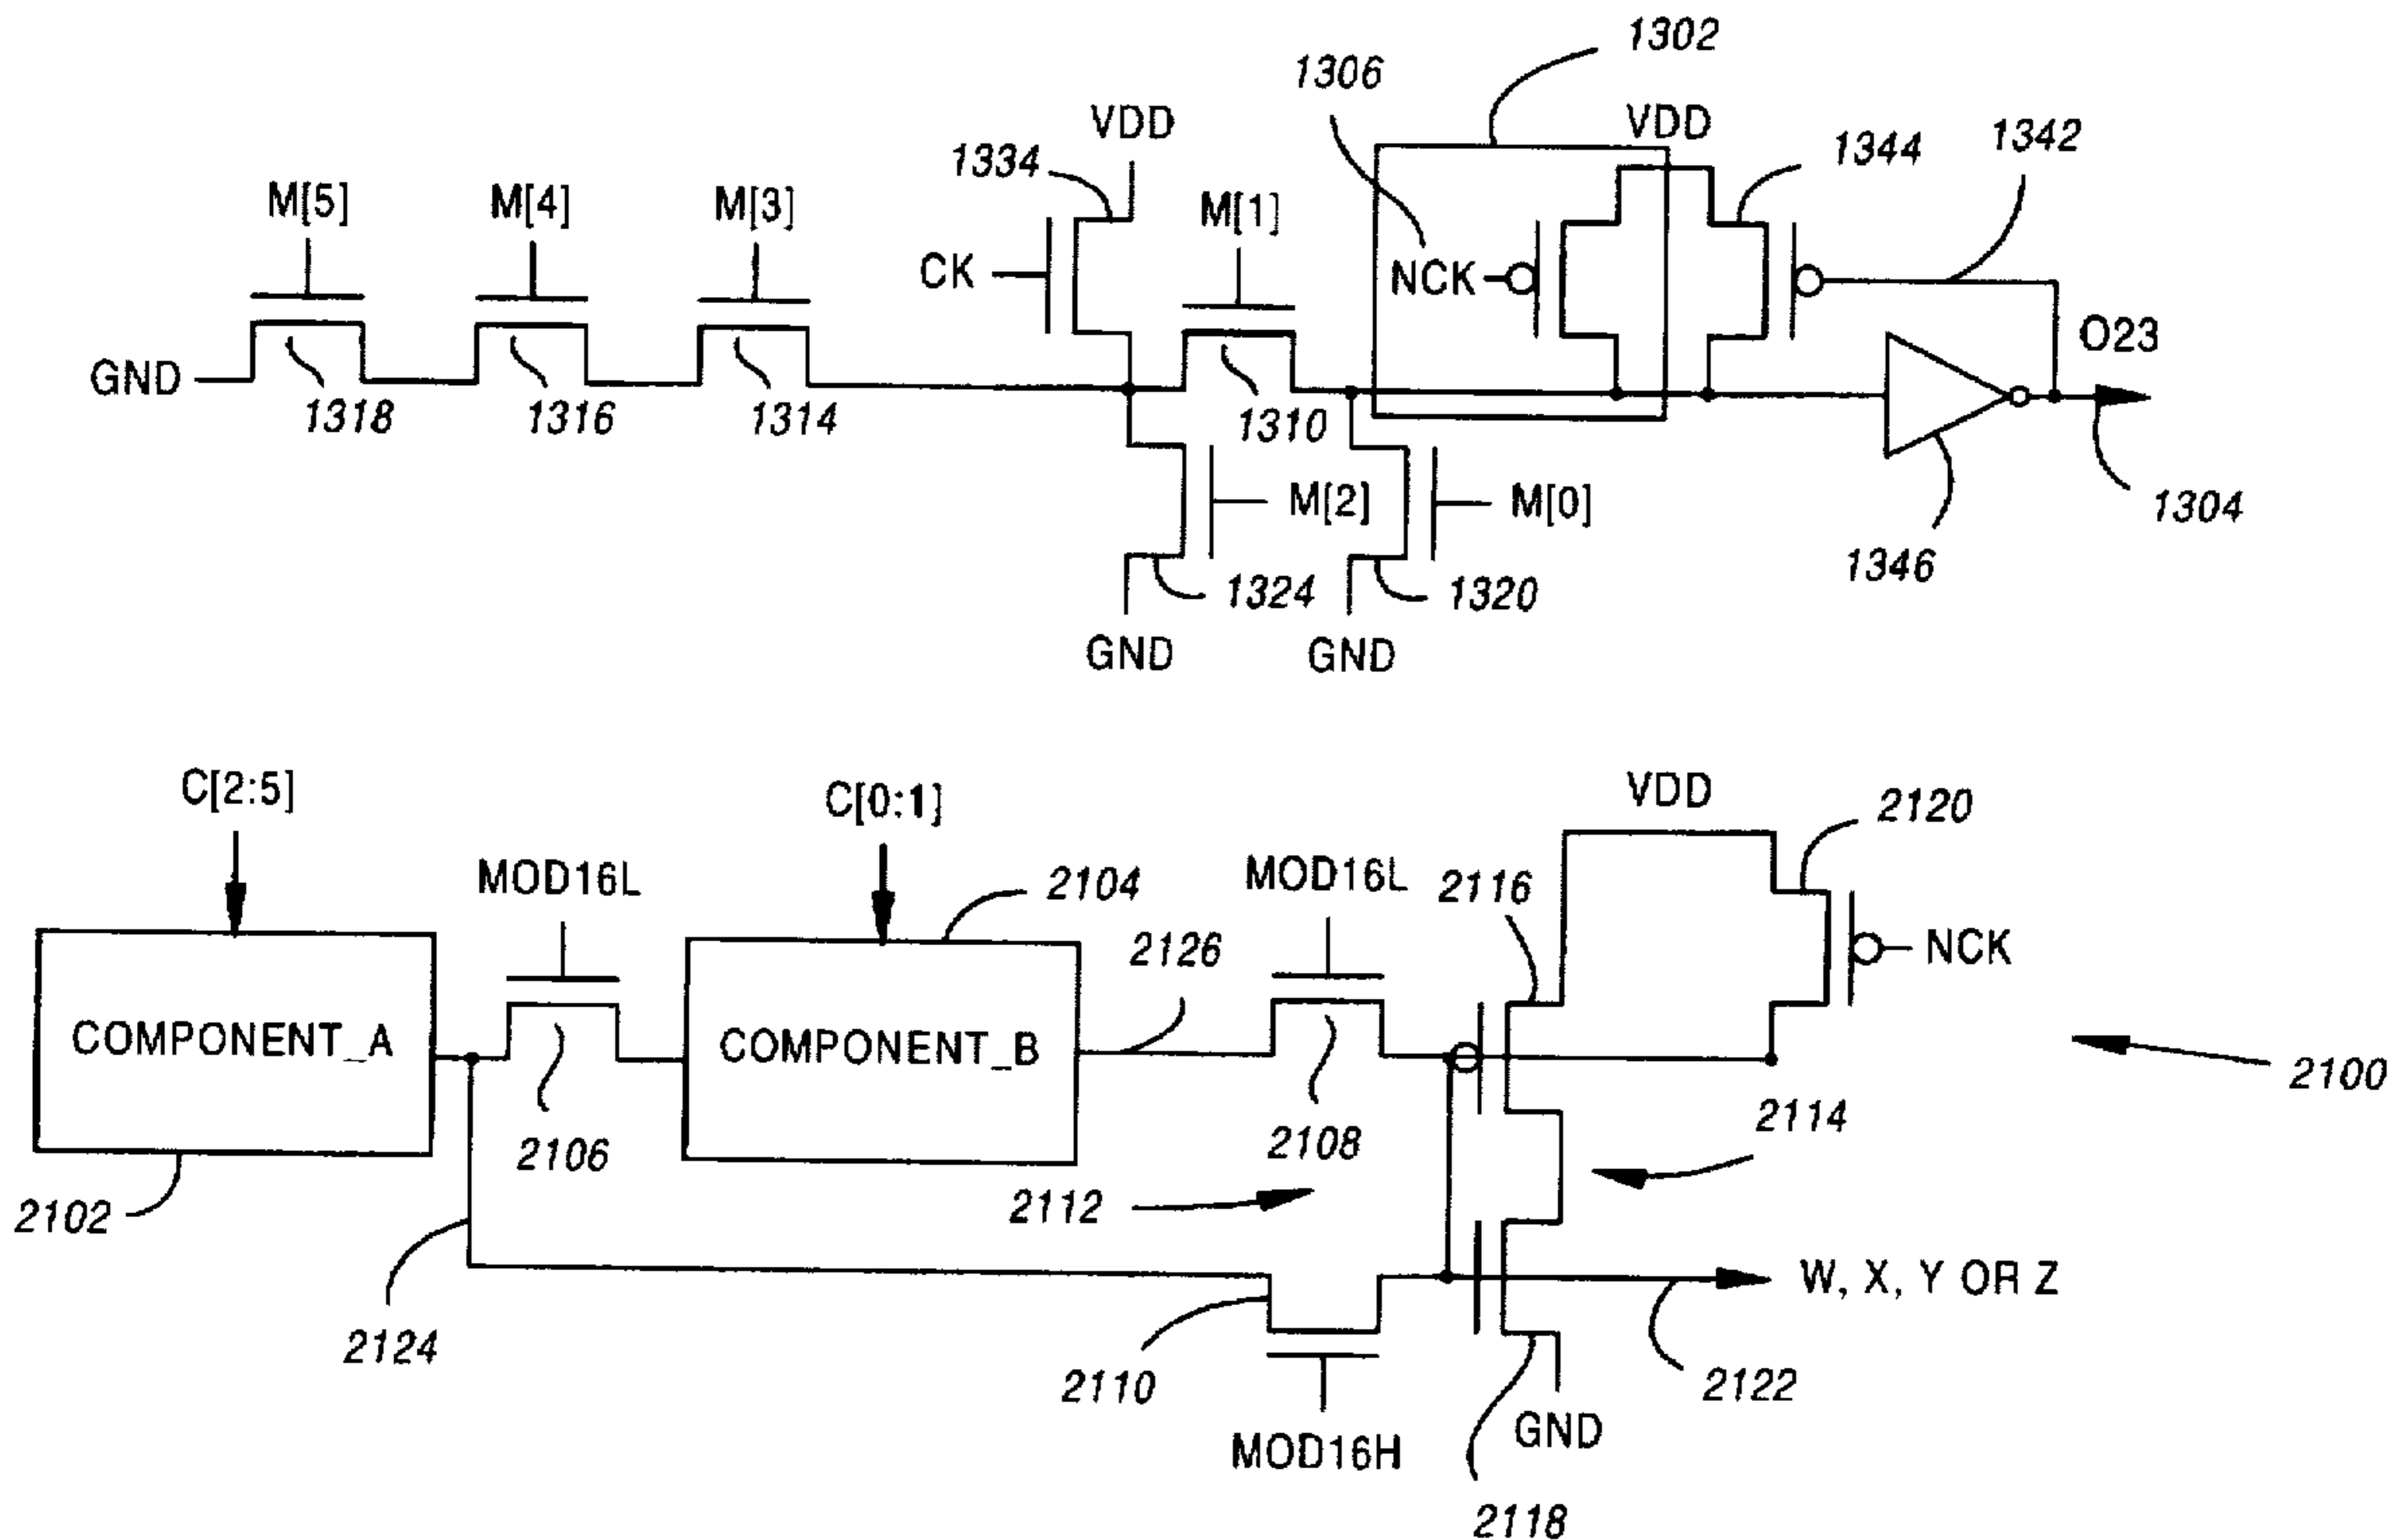 1302
1306
VDD
VDD
1342
1334
1344
M[5]
M[4]
M[3]
M[1]
CK
NCK
O23
GND
1318
1316
1314
1310
M[2]
M[0]
1304
1324
1320
1346
GND
GND
C[2:5]
C[0:1]
VDD
2120
MOD16L
2104
MOD16L
2116
2126
NCK
COMPONENT_A
COMPONENT_B
2100
2114
2106
2108
2112
2102
W, X, Y OR Z
2124
2110
2122
GND
MOD16H
2118